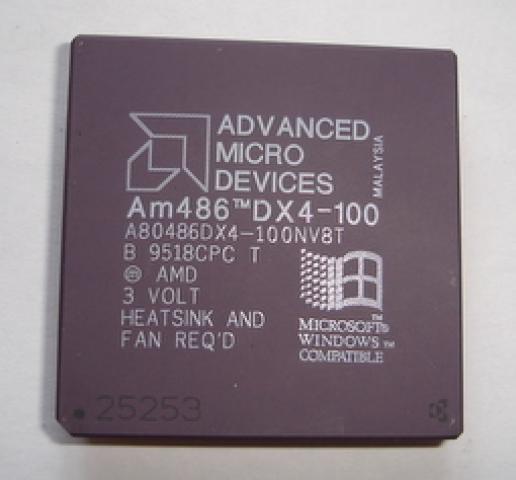 ADVANCED
MICRO
DEVICES
MALAYSIA
Am486™DX4-100
A80486DX4-100NV8T
B 9518CPC T
Ⓜ AMD
3 VOLT
HEATSINK AND
FAN REQ'D
MICROSOFT®
WINDOWS™
COMPATIBLE
TM
25253